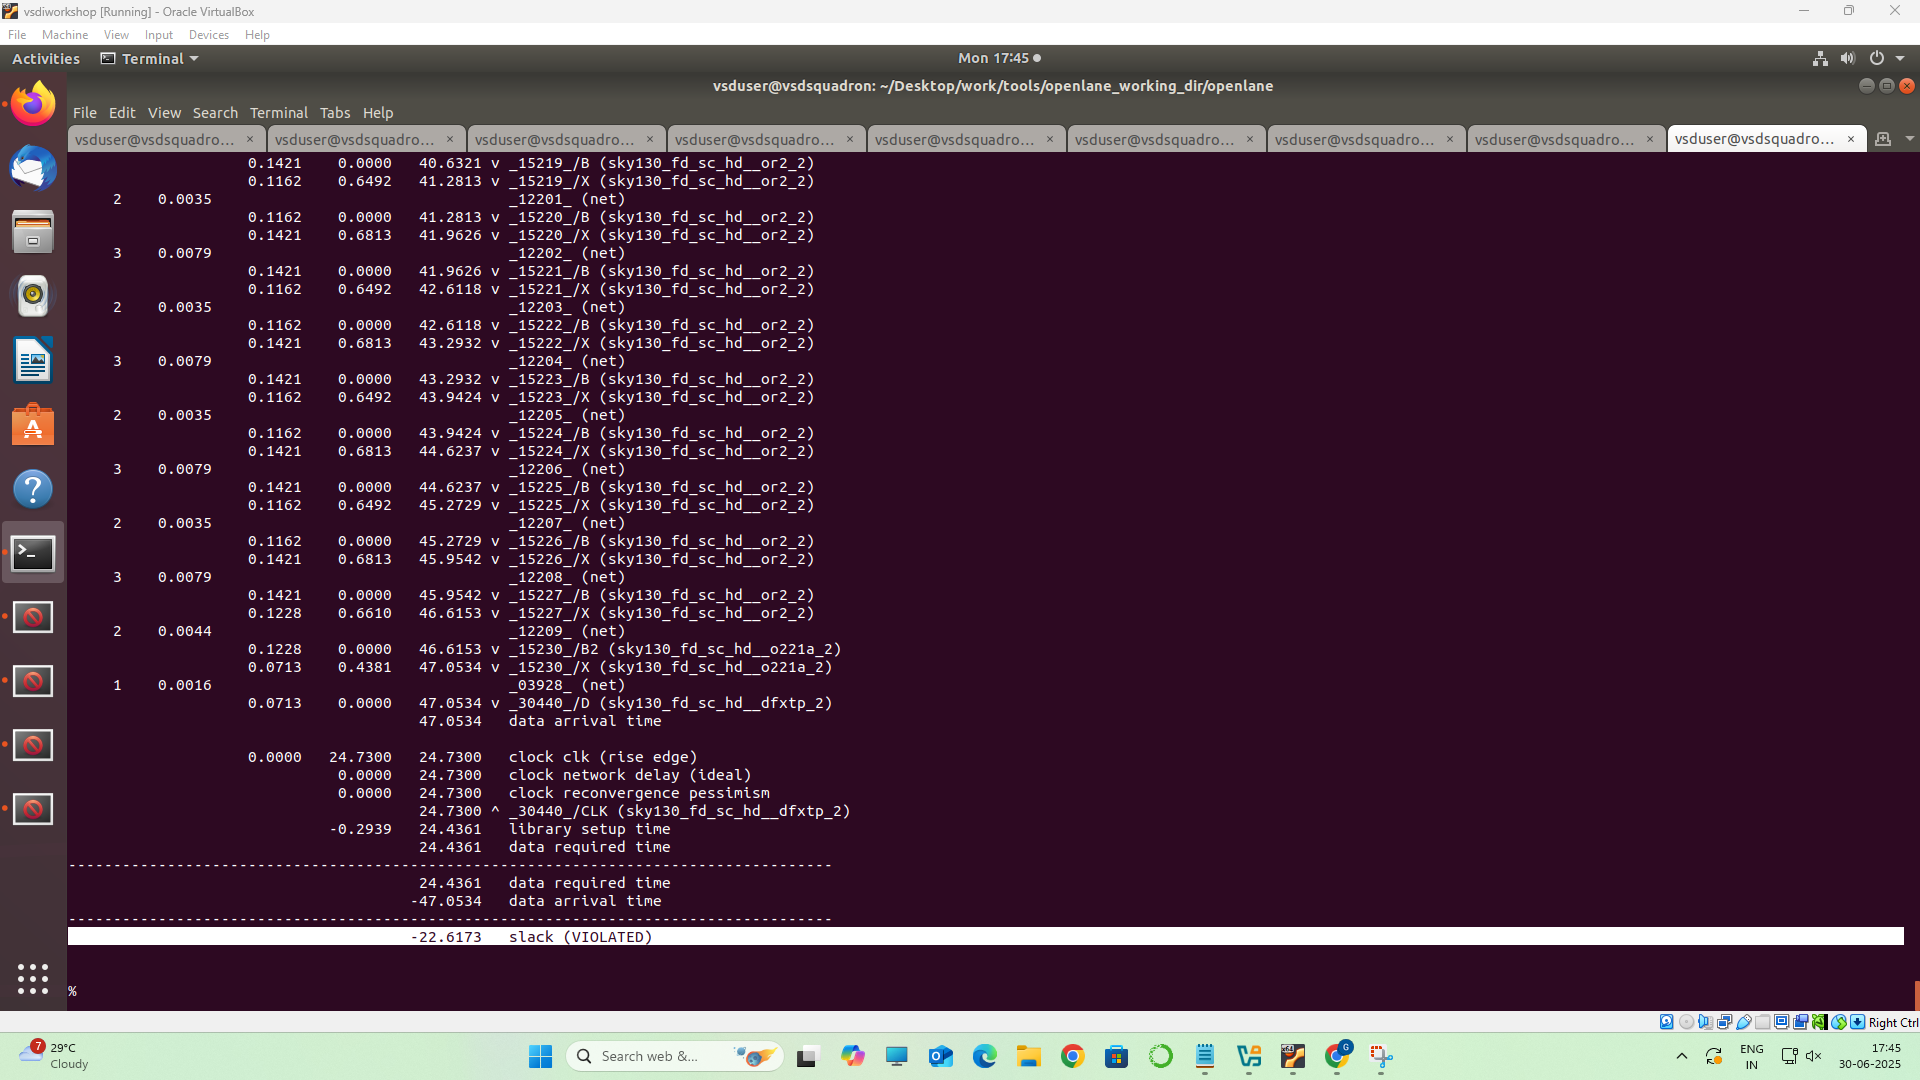 vsdiworkshop [Running] - Oracle VirtualBox
File Machine View Input Devices Help
Activities Terminal Mon 17:45
vsduser@vsdsquadron: ~/Desktop/work/tools/openlane_working_dir/openlane
File Edit View Search Terminal Tabs Help
vsduser@vsdsquadro... × vsduser@vsdsquadro... × vsduser@vsdsquadro... × vsduser@vsdsquadro... × vsduser@vsdsquadro... × vsduser@vsdsquadro... × vsduser@vsdsquadro... × vsduser@vsdsquadro... × vsduser@vsdsquadro... ×
0.1421 0.0000 40.6321 v _15219_/B (sky130_fd_sc_hd__or2_2)
0.1162 0.6492 41.2813 v _15219_/X (sky130_fd_sc_hd__or2_2)
2 0.0035 _12201_ (net)
0.1162 0.0000 41.2813 v _15220_/B (sky130_fd_sc_hd__or2_2)
0.1421 0.6813 41.9626 v _15220_/X (sky130_fd_sc_hd__or2_2)
3 0.0079 _12202_ (net)
0.1421 0.0000 41.9626 v _15221_/B (sky130_fd_sc_hd__or2_2)
0.1162 0.6492 42.6118 v _15221_/X (sky130_fd_sc_hd__or2_2)
2 0.0035 _12203_ (net)
0.1162 0.0000 42.6118 v _15222_/B (sky130_fd_sc_hd__or2_2)
0.1421 0.6813 43.2932 v _15222_/X (sky130_fd_sc_hd__or2_2)
3 0.0079 _12204_ (net)
0.1421 0.0000 43.2932 v _15223_/B (sky130_fd_sc_hd__or2_2)
0.1162 0.6492 43.9424 v _15223_/X (sky130_fd_sc_hd__or2_2)
2 0.0035 _12205_ (net)
0.1162 0.0000 43.9424 v _15224_/B (sky130_fd_sc_hd__or2_2)
0.1421 0.6813 44.6237 v _15224_/X (sky130_fd_sc_hd__or2_2)
3 0.0079 _12206_ (net)
0.1421 0.0000 44.6237 v _15225_/B (sky130_fd_sc_hd__or2_2)
0.1162 0.6492 45.2729 v _15225_/X (sky130_fd_sc_hd__or2_2)
2 0.0035 _12207_ (net)
0.1162 0.0000 45.2729 v _15226_/B (sky130_fd_sc_hd__or2_2)
0.1421 0.6813 45.9542 v _15226_/X (sky130_fd_sc_hd__or2_2)
3 0.0079 _12208_ (net)
0.1421 0.0000 45.9542 v _15227_/B (sky130_fd_sc_hd__or2_2)
0.1228 0.6610 46.6153 v _15227_/X (sky130_fd_sc_hd__or2_2)
2 0.0044 _12209_ (net)
0.1228 0.0000 46.6153 v _15230_/B2 (sky130_fd_sc_hd__o221a_2)
0.0713 0.4381 47.0534 v _15230_/X (sky130_fd_sc_hd__o221a_2)
1 0.0016 _03928_ (net)
0.0713 0.0000 47.0534 v _30440_/D (sky130_fd_sc_hd__dfxtp_2)
47.0534 data arrival time
0.0000 24.7300 24.7300 clock clk (rise edge)
0.0000 24.7300 clock network delay (ideal)
0.0000 24.7300 clock reconvergence pessimism
24.7300 ^ _30440_/CLK (sky130_fd_sc_hd__dfxtp_2)
-0.2939 24.4361 library setup time
24.4361 data required time
-------------------------------------------------------------------------------------
24.4361 data required time
-47.0534 data arrival time
-------------------------------------------------------------------------------------
-22.6173 slack (VIOLATED)
%
Right Ctrl
7 29°C
Cloudy
Search web &...
G
ENG
IN
17:45
30-06-2025